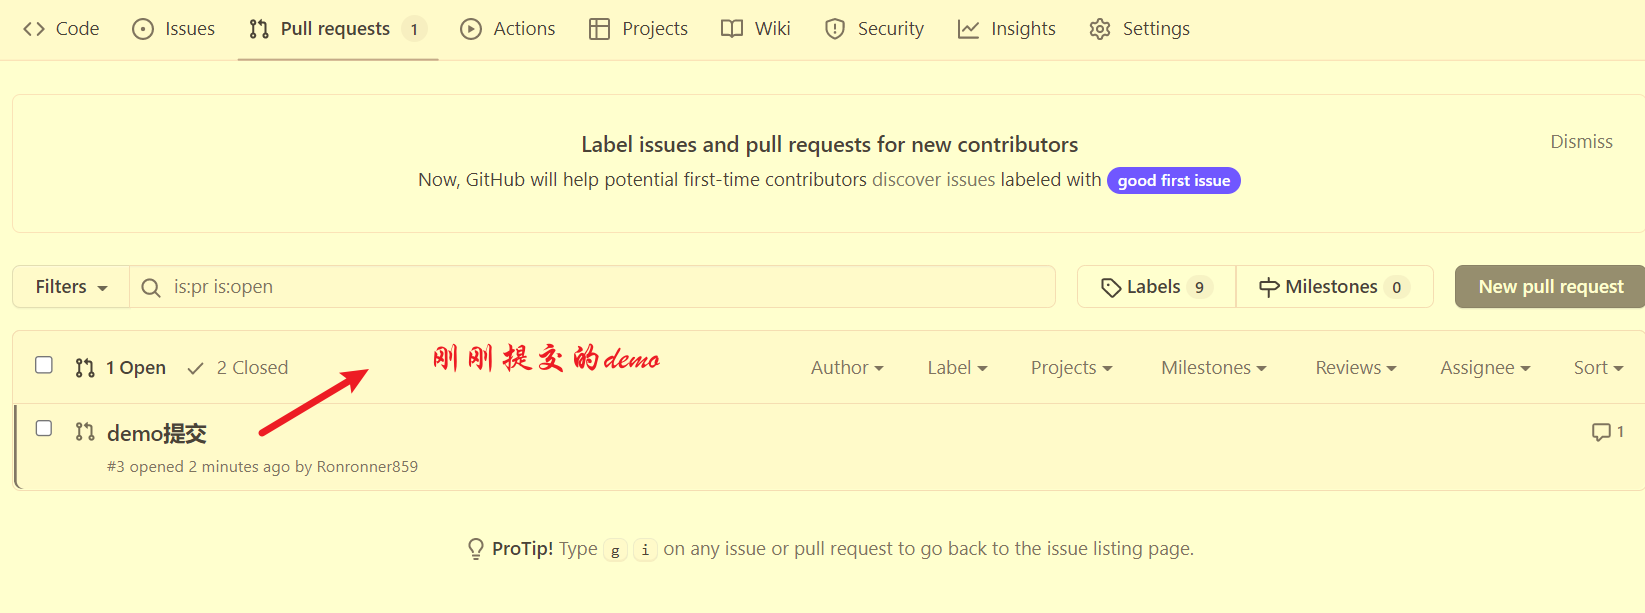 Code Issues Pull requests 1 Actions Projects Wiki Security Insights Settings
Label issues and pull requests for new contributors
Dismiss
Now, GitHub will help potential first-time contributors discover issues labeled with good first issue
Filters is:pr is:open Labels 9 Milestones 0 New pull request
1 Open 2 Closed 刚刚提交的demo Author Label Projects Milestones Reviews Assignee Sort
demo提交 1
#3 opened 2 minutes ago by Ronronner859
ProTip! Type g i on any issue or pull request to go back to the issue listing page.